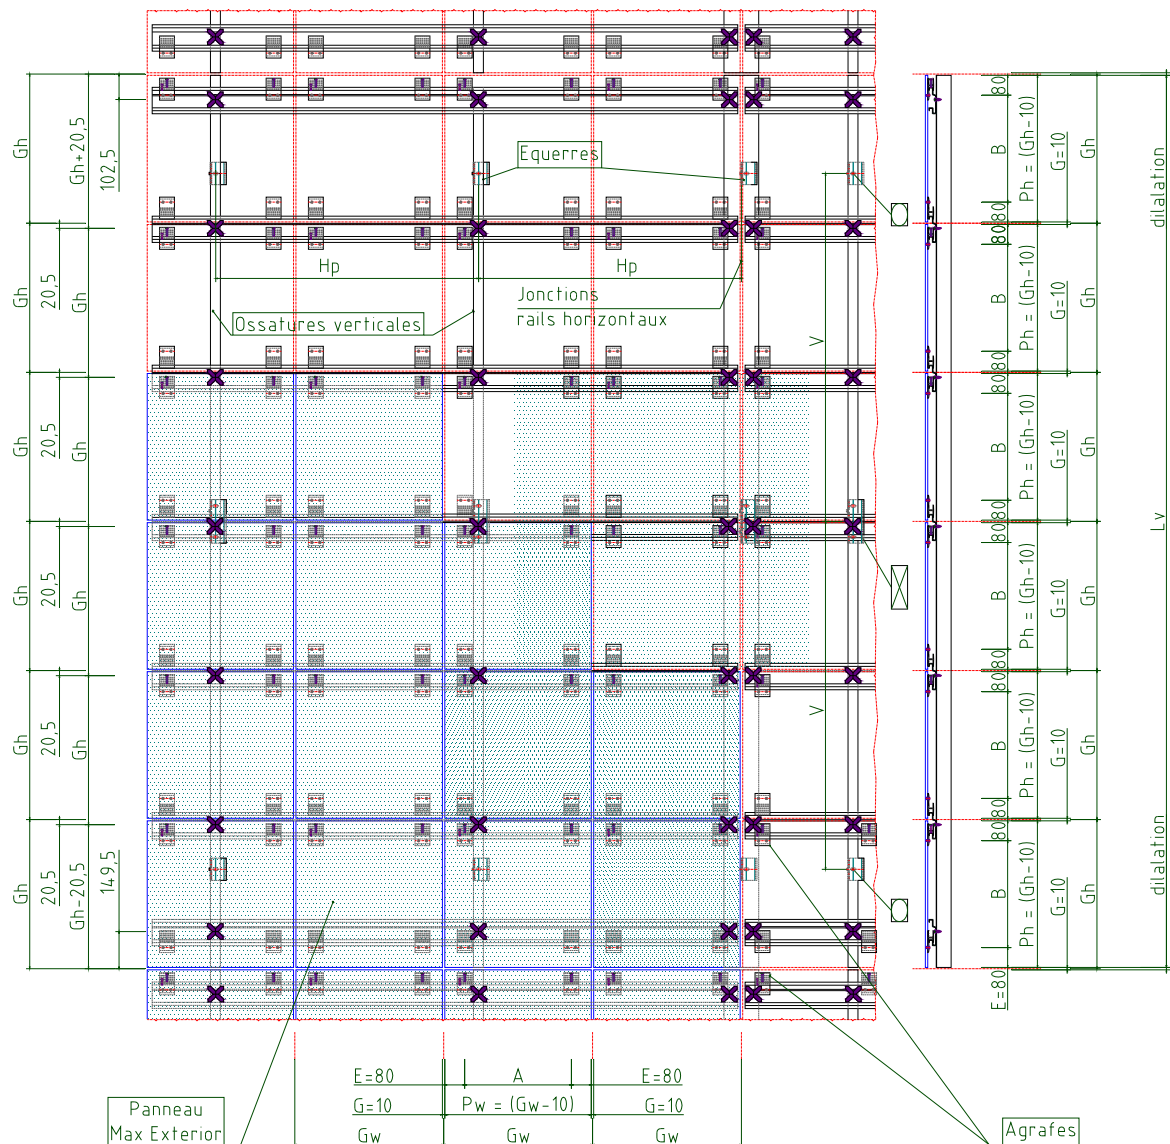 Gh
Gh+20,5
102,5
Gh
20,5
Gh
Gh
20,5
Gh
Gh
20,5
Gh
Gh
20,5
Gh
Gh
20,5
Gh-20,5
149,5
Equerres
Hp
Hp
Jonctions
rails horizontaux
Ossatures verticales
V
V
80
B
Ph = (Gh-10)
G=10
Gh
80
80
B
Ph = (Gh-10)
G=10
Gh
80
80
B
Ph = (Gh-10)
G=10
Gh
80
80
B
Ph = (Gh-10)
G=10
Gh
80
80
B
Ph = (Gh-10)
G=10
Gh
80
80
B
Ph = (Gh-10)
G=10
Gh
E=80
dilalation
Lv
dilalation
E=80
A
E=80
G=10
Pw = (Gw-10)
G=10
Gw
Gw
Gw
Panneau
Max Exterior
Agrafes